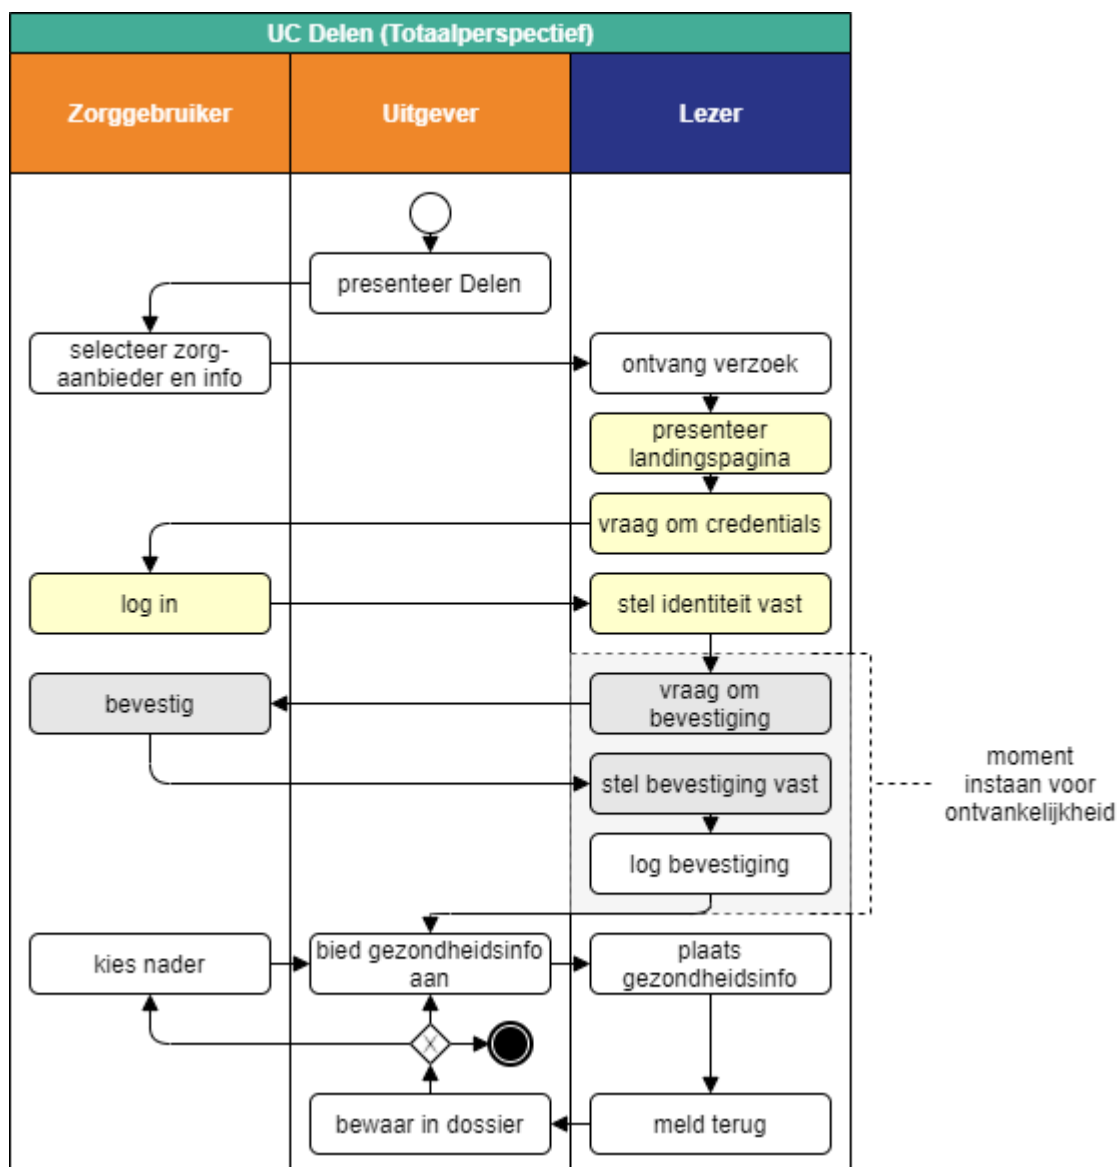 UC Delen (Totaalperspectief)
Zorggebruiker
Uitgever
Lezer
presenteer Delen
selecteer zorg-
aanbieder en info
ontvang verzoek
presenteer
landingspagina
vraag om credentials
log in
stel identiteit vast
bevestig
vraag om
bevestiging
stel bevestiging vast
moment
instaan voor
ontvankelijkheid
log bevestiging
kies nader
bied gezondheidsinfo
aan
plaats
gezondheidsinfo
X
bewaar in dossier
meld terug